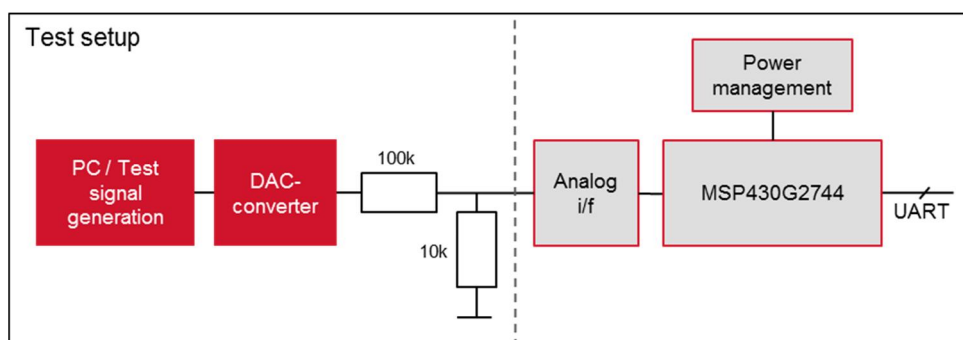 Test setup
PC / Test
signal
generation
DAC-
converter
100k
10k
Analog
i/f
Power
management
MSP430G2744
UART